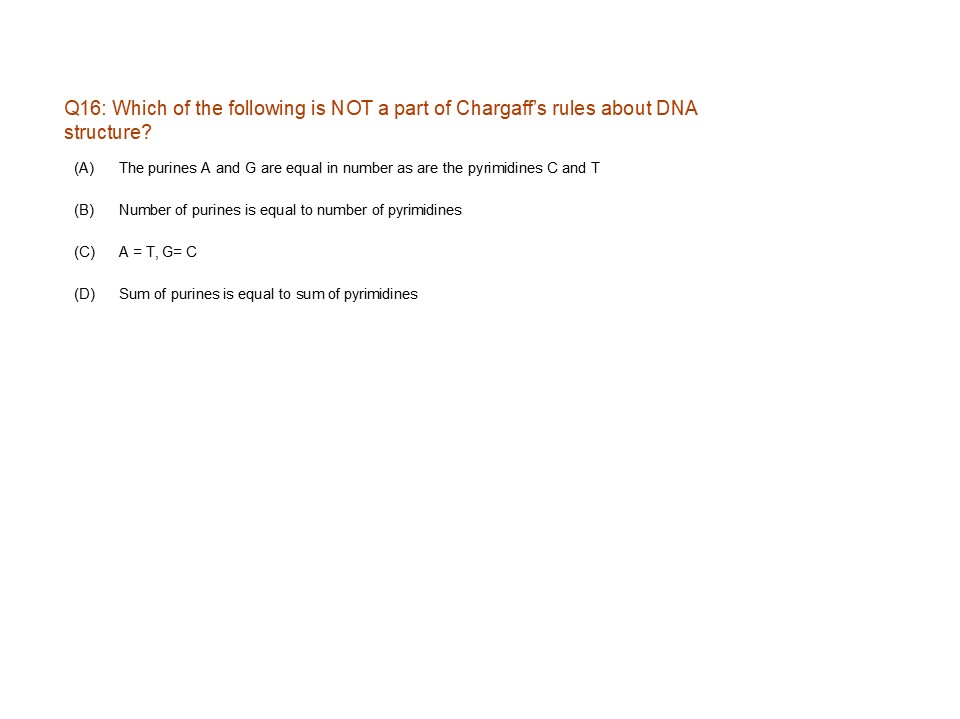 Q16: Which of the following is NOT a part of Chargaff’s rules about DNA
structure?
(A) The purines A and G are equal in number as are the pyrimidines C and T
(B) Number of purines is equal to number of pyrimidines
(C) A = T, G= C
(D) Sum of purines is equal to sum of pyrimidines